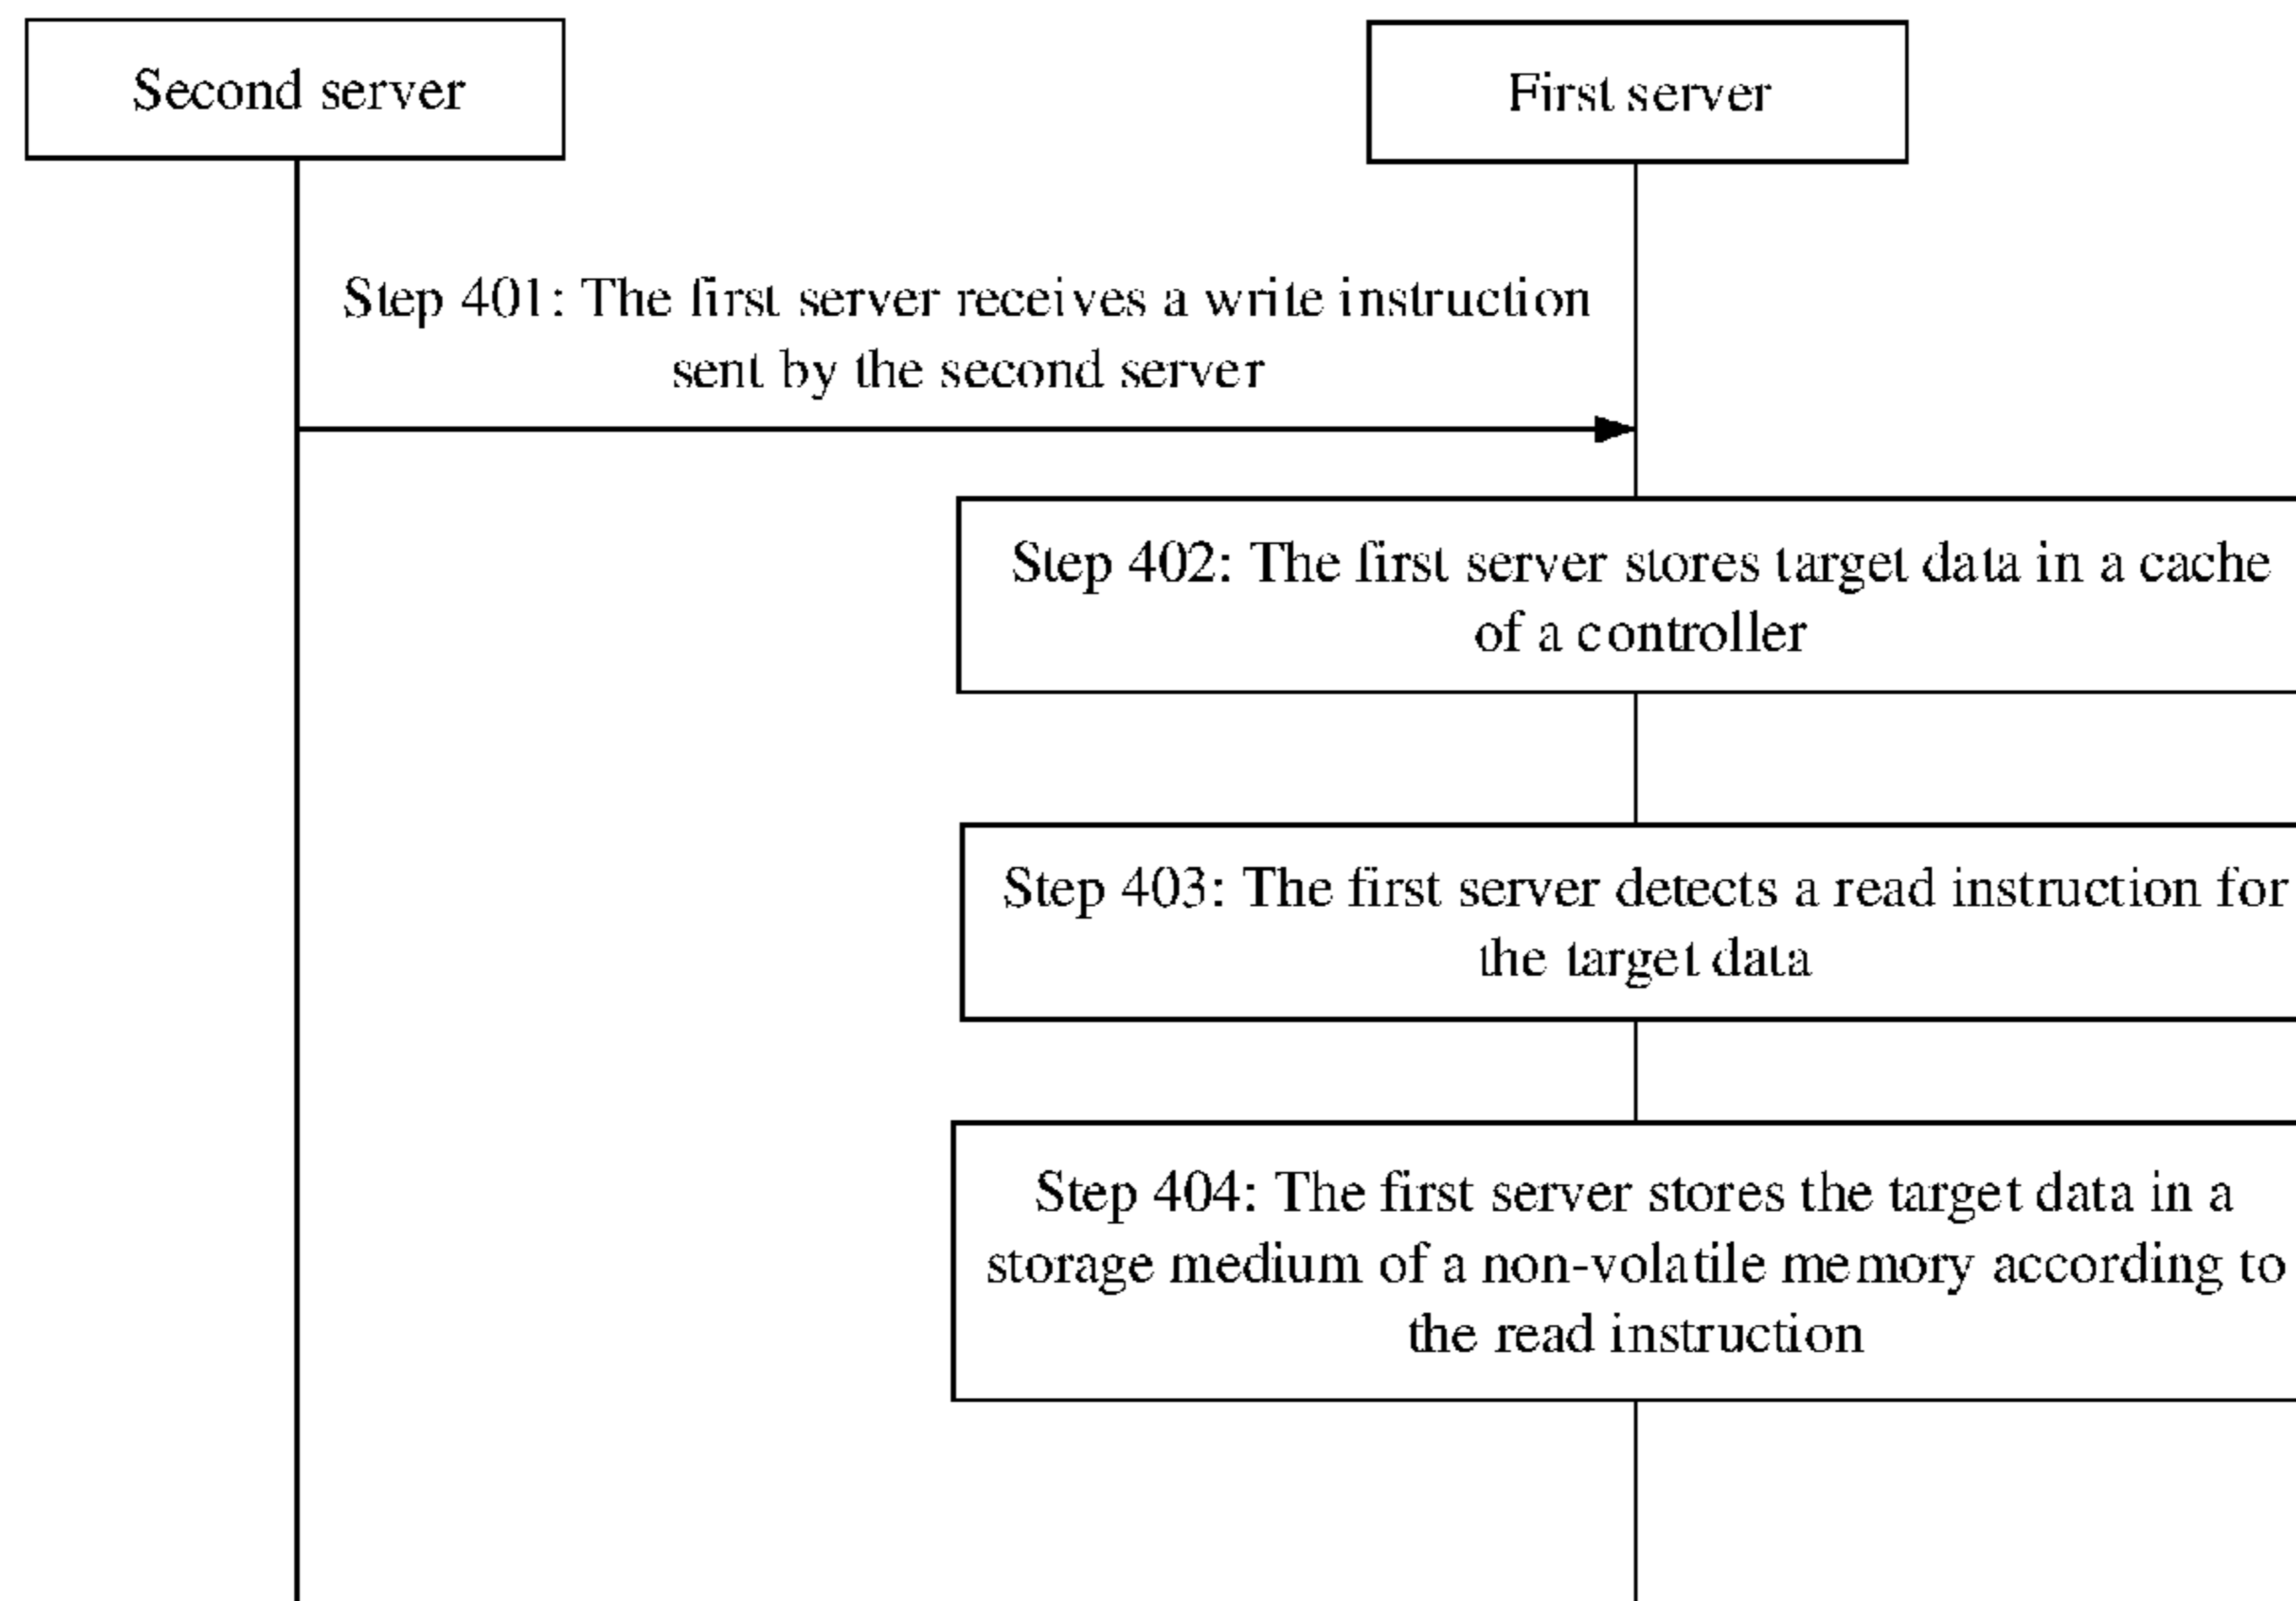 Second server
First server
Step 401: The first server receives a write instruction
sent by the second server
Step 402: The first server stores target data in a cache
of a controller
Step 403: The first server detects a read instruction for
the target data
Step 404: The first server stores the target data in a
storage medium of a non-volatile memory according to
the read instruction